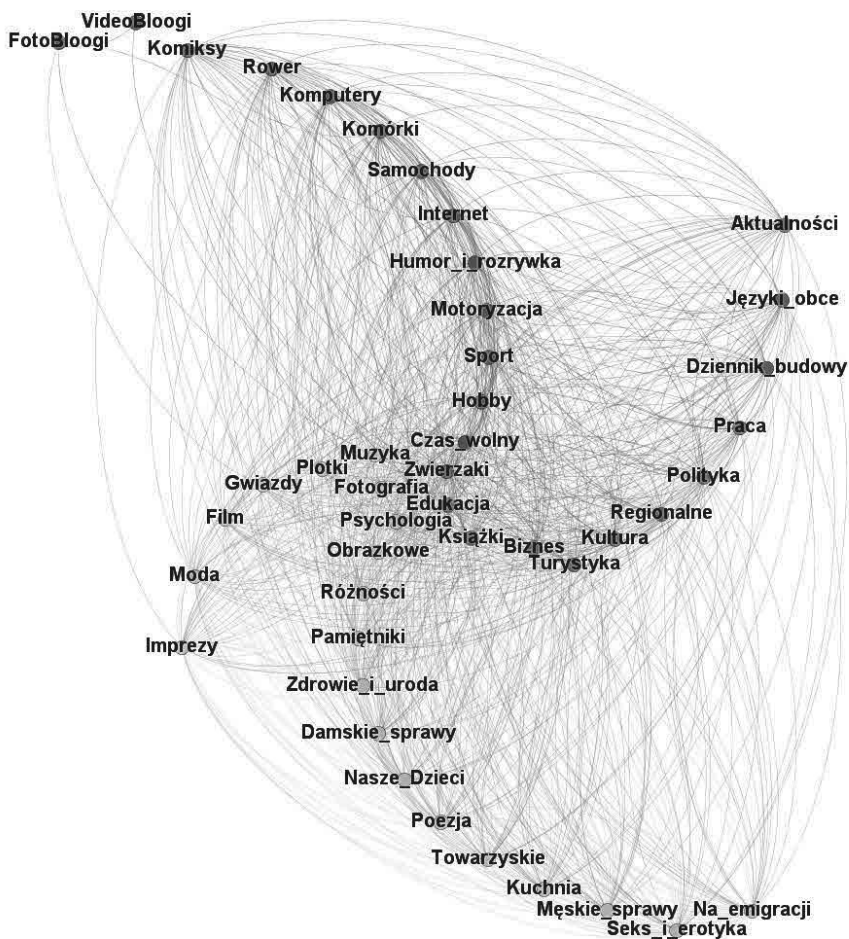 VideoBloogi
FotoBloogi
Komiksy
Rower
Komputery
Komórki
Samochody
Internet
Aktualności
Humor_i_rozrywka
Języki_obce
Motoryzacja
Sport
Dziennik_budowy
Hobby
Praca
Czas_wolny
Muzyka
Plotki
Zwierzaki
Polityka
Gwiazdy
Fotografia
Edukacja
Regionalne
Film
Psychologia
Książki
Kultura
Obrazkowe
Biznes
Turystyka
Moda
Różności
Pamiętniki
Imprezy
Zdrowie_i_uroda
Damskie_sprawy
Nasze_Dzieci
Poezja
Towarzyskie
Kuchnia
Męskie_sprawy
Na_emigracji
Seks_i_erotyka